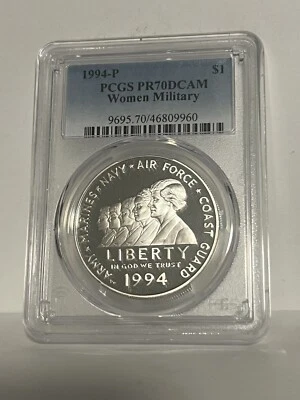 1994-P $1
PCGS PR70DCAM
Women Military
9695.70/46809960
ARMY★MARINES★NAVY★AIR FORCE★COAST GUARD
LIBERTY
IN GOD WE TRUST
1994